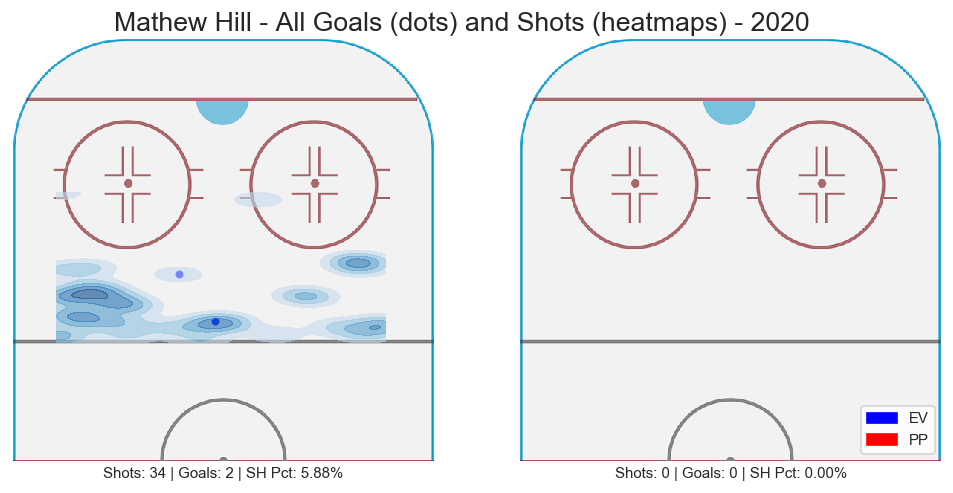 Mathew Hill - All Goals (dots) and Shots (heatmaps) - 2020
EV
PP
Shots: 34 | Goals: 2 | SH Pct: 5.88%
Shots: 0 | Goals: 0 | SH Pct: 0.00%